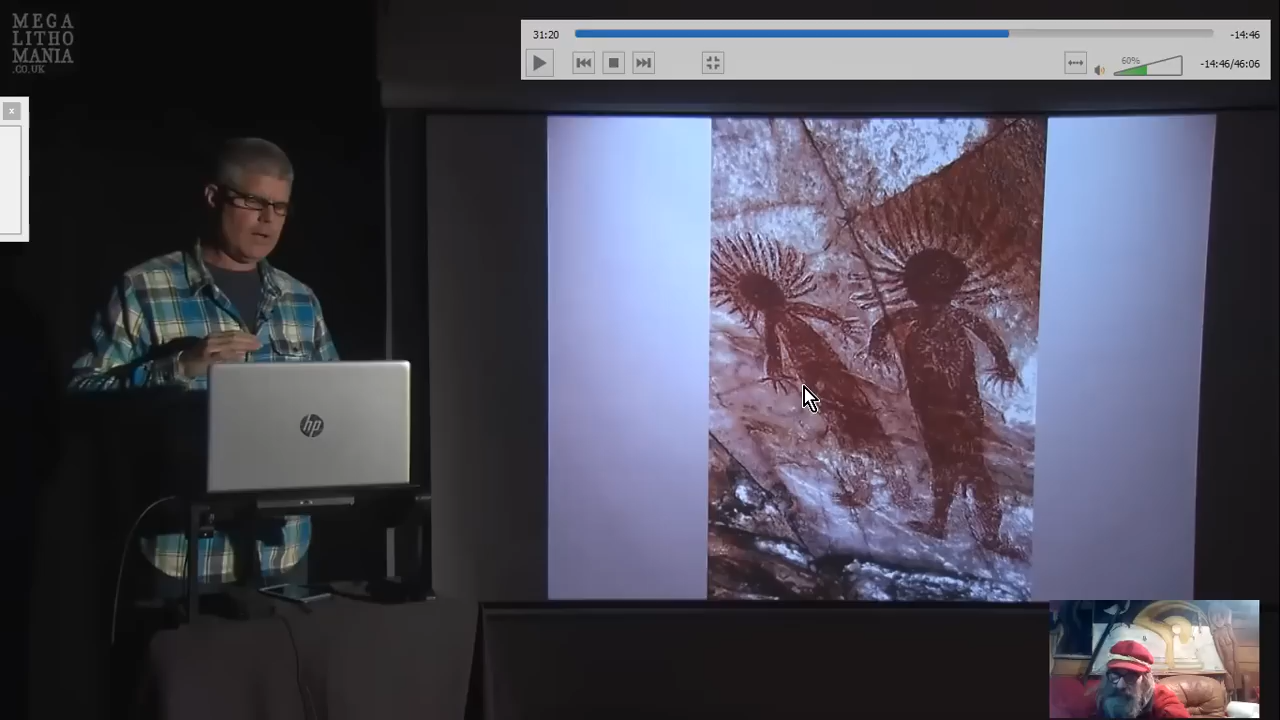 MEGA
LITHO
MANIA
.CO.UK
31:20
-14:46
60%
-14:46/46:06
x
hp